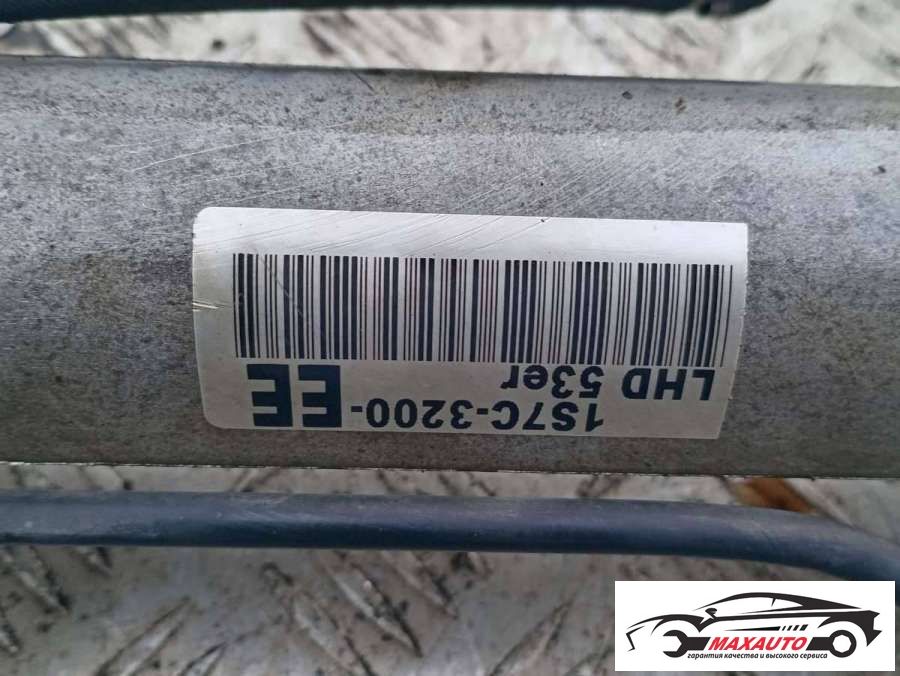 LHD 53er
1S7C-3200-EE
MAXAUTO
гарантия качества и высокого сервиса